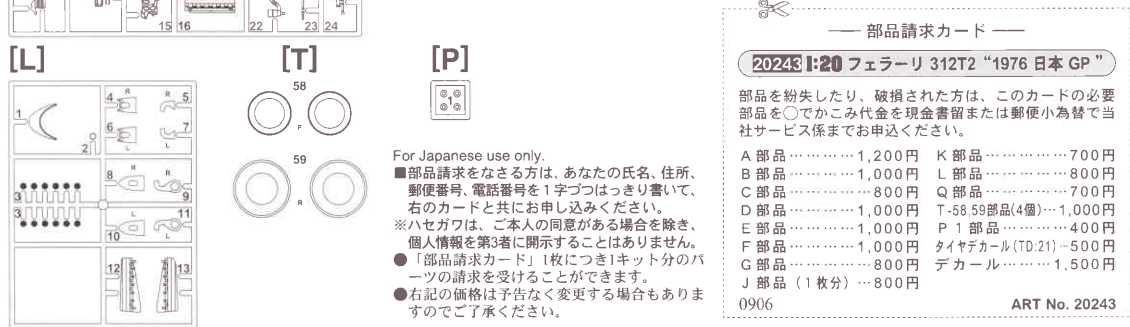 15 16 22 23 24
[L]
[T]
[P]
1
2
3
3
4
R
R
5
6
L
L
7
8
R
9
10
L
L
11
12
13
58
F
59
R
1
For Japanese use only.
■部品請求をなさる方は、あなたの氏名、住所、
郵便番号、電話番号を1字づつはっきり書いて、
右のカードと共にお申し込みください。
※ハセガワは、ご本人の同意がある場合を除き、
個人情報を第3者に開示することはありません。
●「部品請求カード」1枚につき1キット分のパ
ーツの請求を受けることができます。
●右記の価格は予告なく変更する場合もありま
すのでご了承ください。
── 部品請求カード ──
20243 1:20 フェラーリ 312T2 “1976 日本 GP ”
部品を紛失したり、破損された方は、このカードの必要
部品を○でかこみ代金を現金書留または郵便小為替で当
社サービス係までお申込ください。
A 部品…………1,200円
B 部品…………1,000円
C 部品…………800円
D 部品…………1,000円
E 部品…………1,000円
F 部品…………1,000円
G 部品…………800円
J 部品（1枚分）…800円
K 部品…………700円
L 部品…………800円
Q 部品…………700円
T-58,59部品(4個)…1,000円
P 1 部品…………400円
タイヤデカール(TD:21)…500円
デカール………1,500円
0906
ART No. 20243